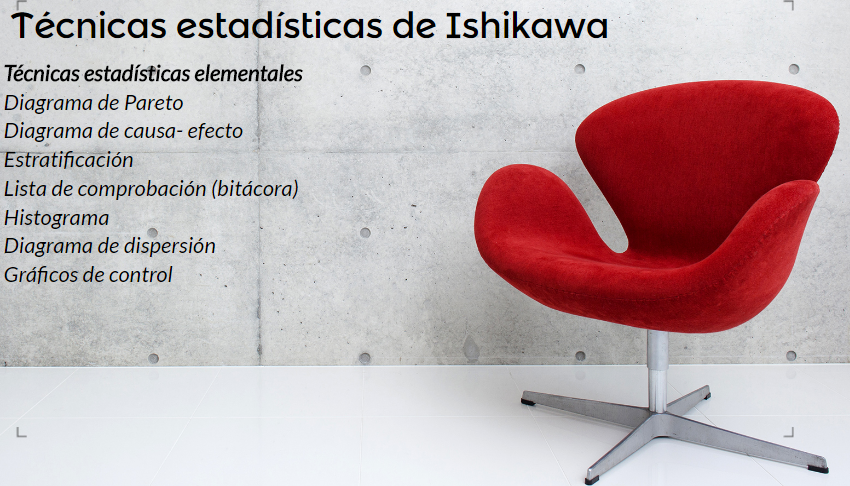 Técnicas estadísticas de Ishikawa
Técnicas estadísticas elementales
Diagrama de Pareto
Diagrama de causa- efecto
Estratificación
Lista de comprobación (bitácora)
Histograma
Diagrama de dispersión
Gráficos de control